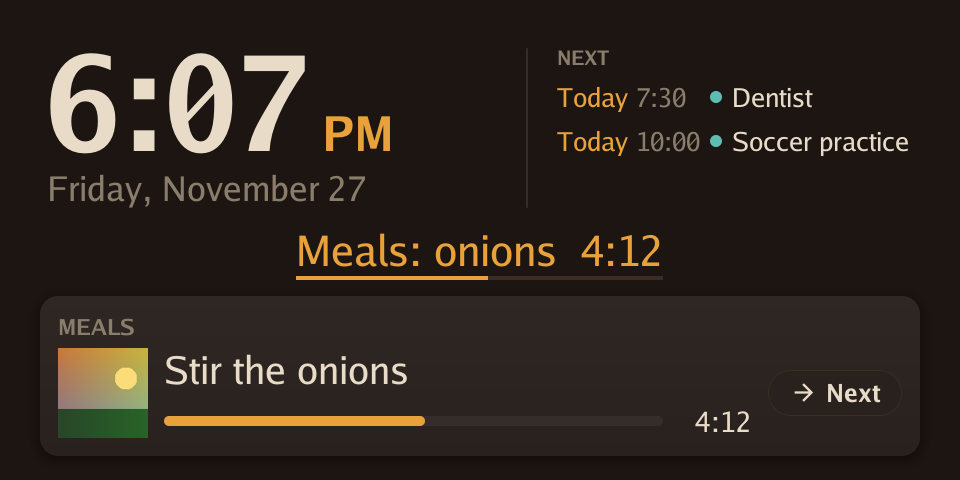 6:07 PM
Friday, November 27
NEXT
Today 7:30 Dentist
Today 10:00 Soccer practice
Meals: onions 4:12
MEALS
Stir the onions
4:12
→ Next